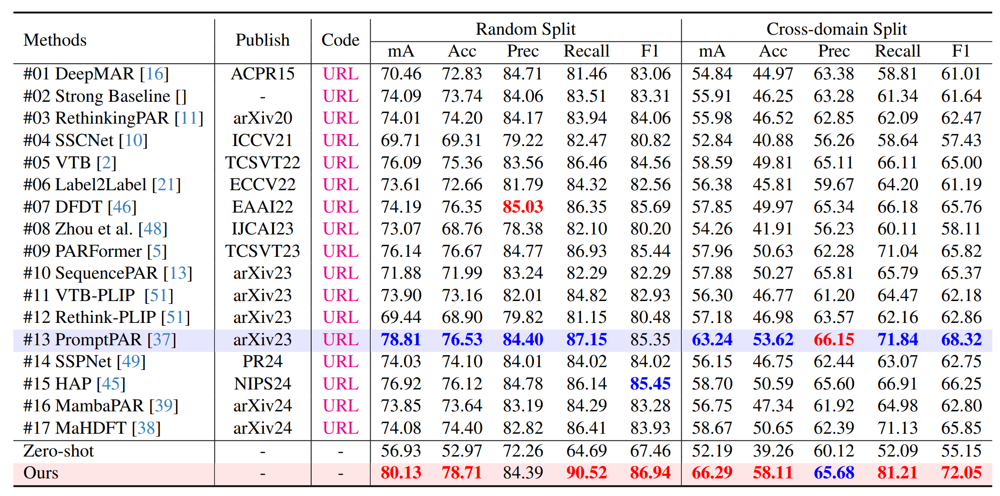 Methods Publish Code Random Split Cross-domain Split
mA Acc Prec Recall F1 mA Acc Prec Recall F1
#01 DeepMAR [16] ACPR15 URL 70.46 72.83 84.71 81.46 83.06 54.84 44.97 63.38 58.81 61.01
#02 Strong Baseline [] - URL 74.09 73.74 84.06 83.51 83.31 55.91 46.25 63.28 61.34 61.64
#03 RethinkingPAR [11] arXiv20 URL 74.01 74.20 84.17 83.94 84.06 55.98 46.52 62.85 62.09 62.47
#04 SSCNet [10] ICCV21 URL 69.71 69.31 79.22 82.47 80.82 52.84 40.88 56.26 58.64 57.43
#05 VTB [2] TCSVT22 URL 76.09 75.36 83.56 86.46 84.56 58.59 49.81 65.11 66.11 65.00
#06 Label2Label [21] ECCV22 URL 73.61 72.66 81.79 84.32 82.56 56.38 45.81 59.67 64.20 61.19
#07 DFDT [46] EAAI22 URL 74.19 76.35 85.03 86.35 85.69 57.85 49.97 65.34 66.18 65.76
#08 Zhou et al. [48] IJCAI23 URL 73.07 68.76 78.38 82.10 80.20 54.26 41.91 56.23 60.11 58.11
#09 PARFormer [5] TCSVT23 URL 76.14 76.67 84.77 86.93 85.44 57.96 50.63 62.28 71.04 65.82
#10 SequencePAR [13] arXiv23 URL 71.88 71.99 83.24 82.29 82.29 57.88 50.27 65.81 65.79 65.37
#11 VTB-PLIP [51] arXiv23 URL 73.90 73.16 82.01 84.82 82.93 56.30 46.77 61.20 64.47 62.18
#12 Rethink-PLIP [51] arXiv23 URL 69.44 68.90 79.82 81.15 80.48 57.18 46.98 63.57 62.16 62.86
#13 PromptPAR [37] arXiv23 URL 78.81 76.53 84.40 87.15 85.35 63.24 53.62 66.15 71.84 68.32
#14 SSPNet [49] PR24 URL 74.03 74.10 84.01 84.02 84.02 56.15 46.75 62.44 63.07 62.75
#15 HAP [45] NIPS24 URL 76.92 76.12 84.78 86.14 85.45 58.70 50.59 65.60 66.91 66.25
#16 MambaPAR [39] arXiv24 URL 73.85 73.64 83.19 84.29 83.28 56.75 47.34 61.92 64.98 62.80
#17 MaHDFT [38] arXiv24 URL 74.08 74.40 82.82 86.41 83.93 58.67 50.65 62.39 71.13 65.85
Zero-shot - - 56.93 52.97 72.26 64.69 67.46 52.19 39.26 60.12 52.09 55.15
Ours - - 80.13 78.71 84.39 90.52 86.94 66.29 58.11 65.68 81.21 72.05